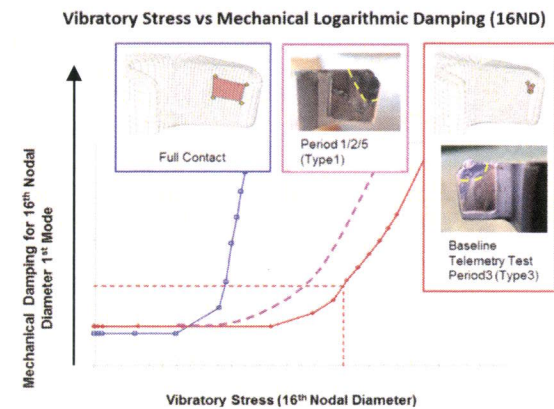 Vibratory Stress vs Mechanical Logarithmic Damping (16ND)
Full Contact
Period 1/2/5
(Type1)
Baseline
Telemetry Test
Period3 (Type3)
Mechanical Damping for 16th Nodal
Diameter 1st Mode
Vibratory Stress (16th Nodal Diameter)